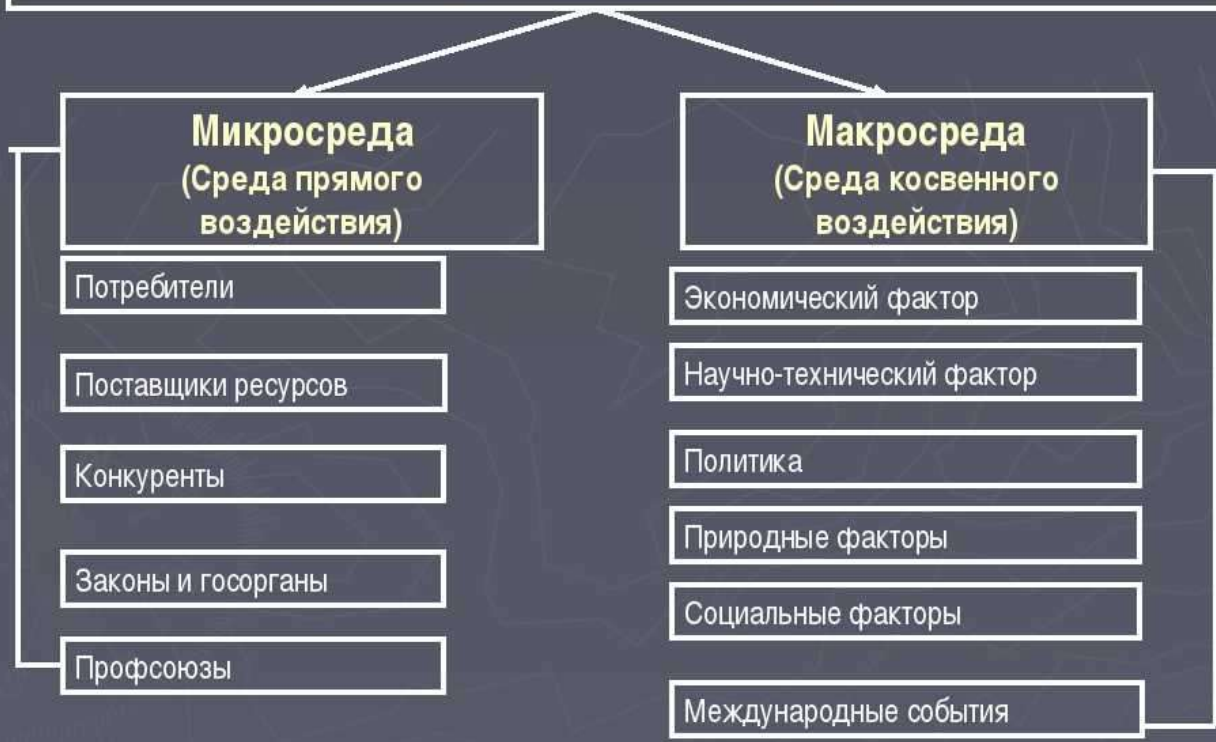 Микросреда
(Среда прямого
воздействия)
Потребители
Поставщики ресурсов
Конкуренты
Законы и госорганы
Профсоюзы
Макросреда
(Среда косвенного
воздействия)
Экономический фактор
Научно-технический фактор
Политика
Природные факторы
Социальные факторы
Международные события